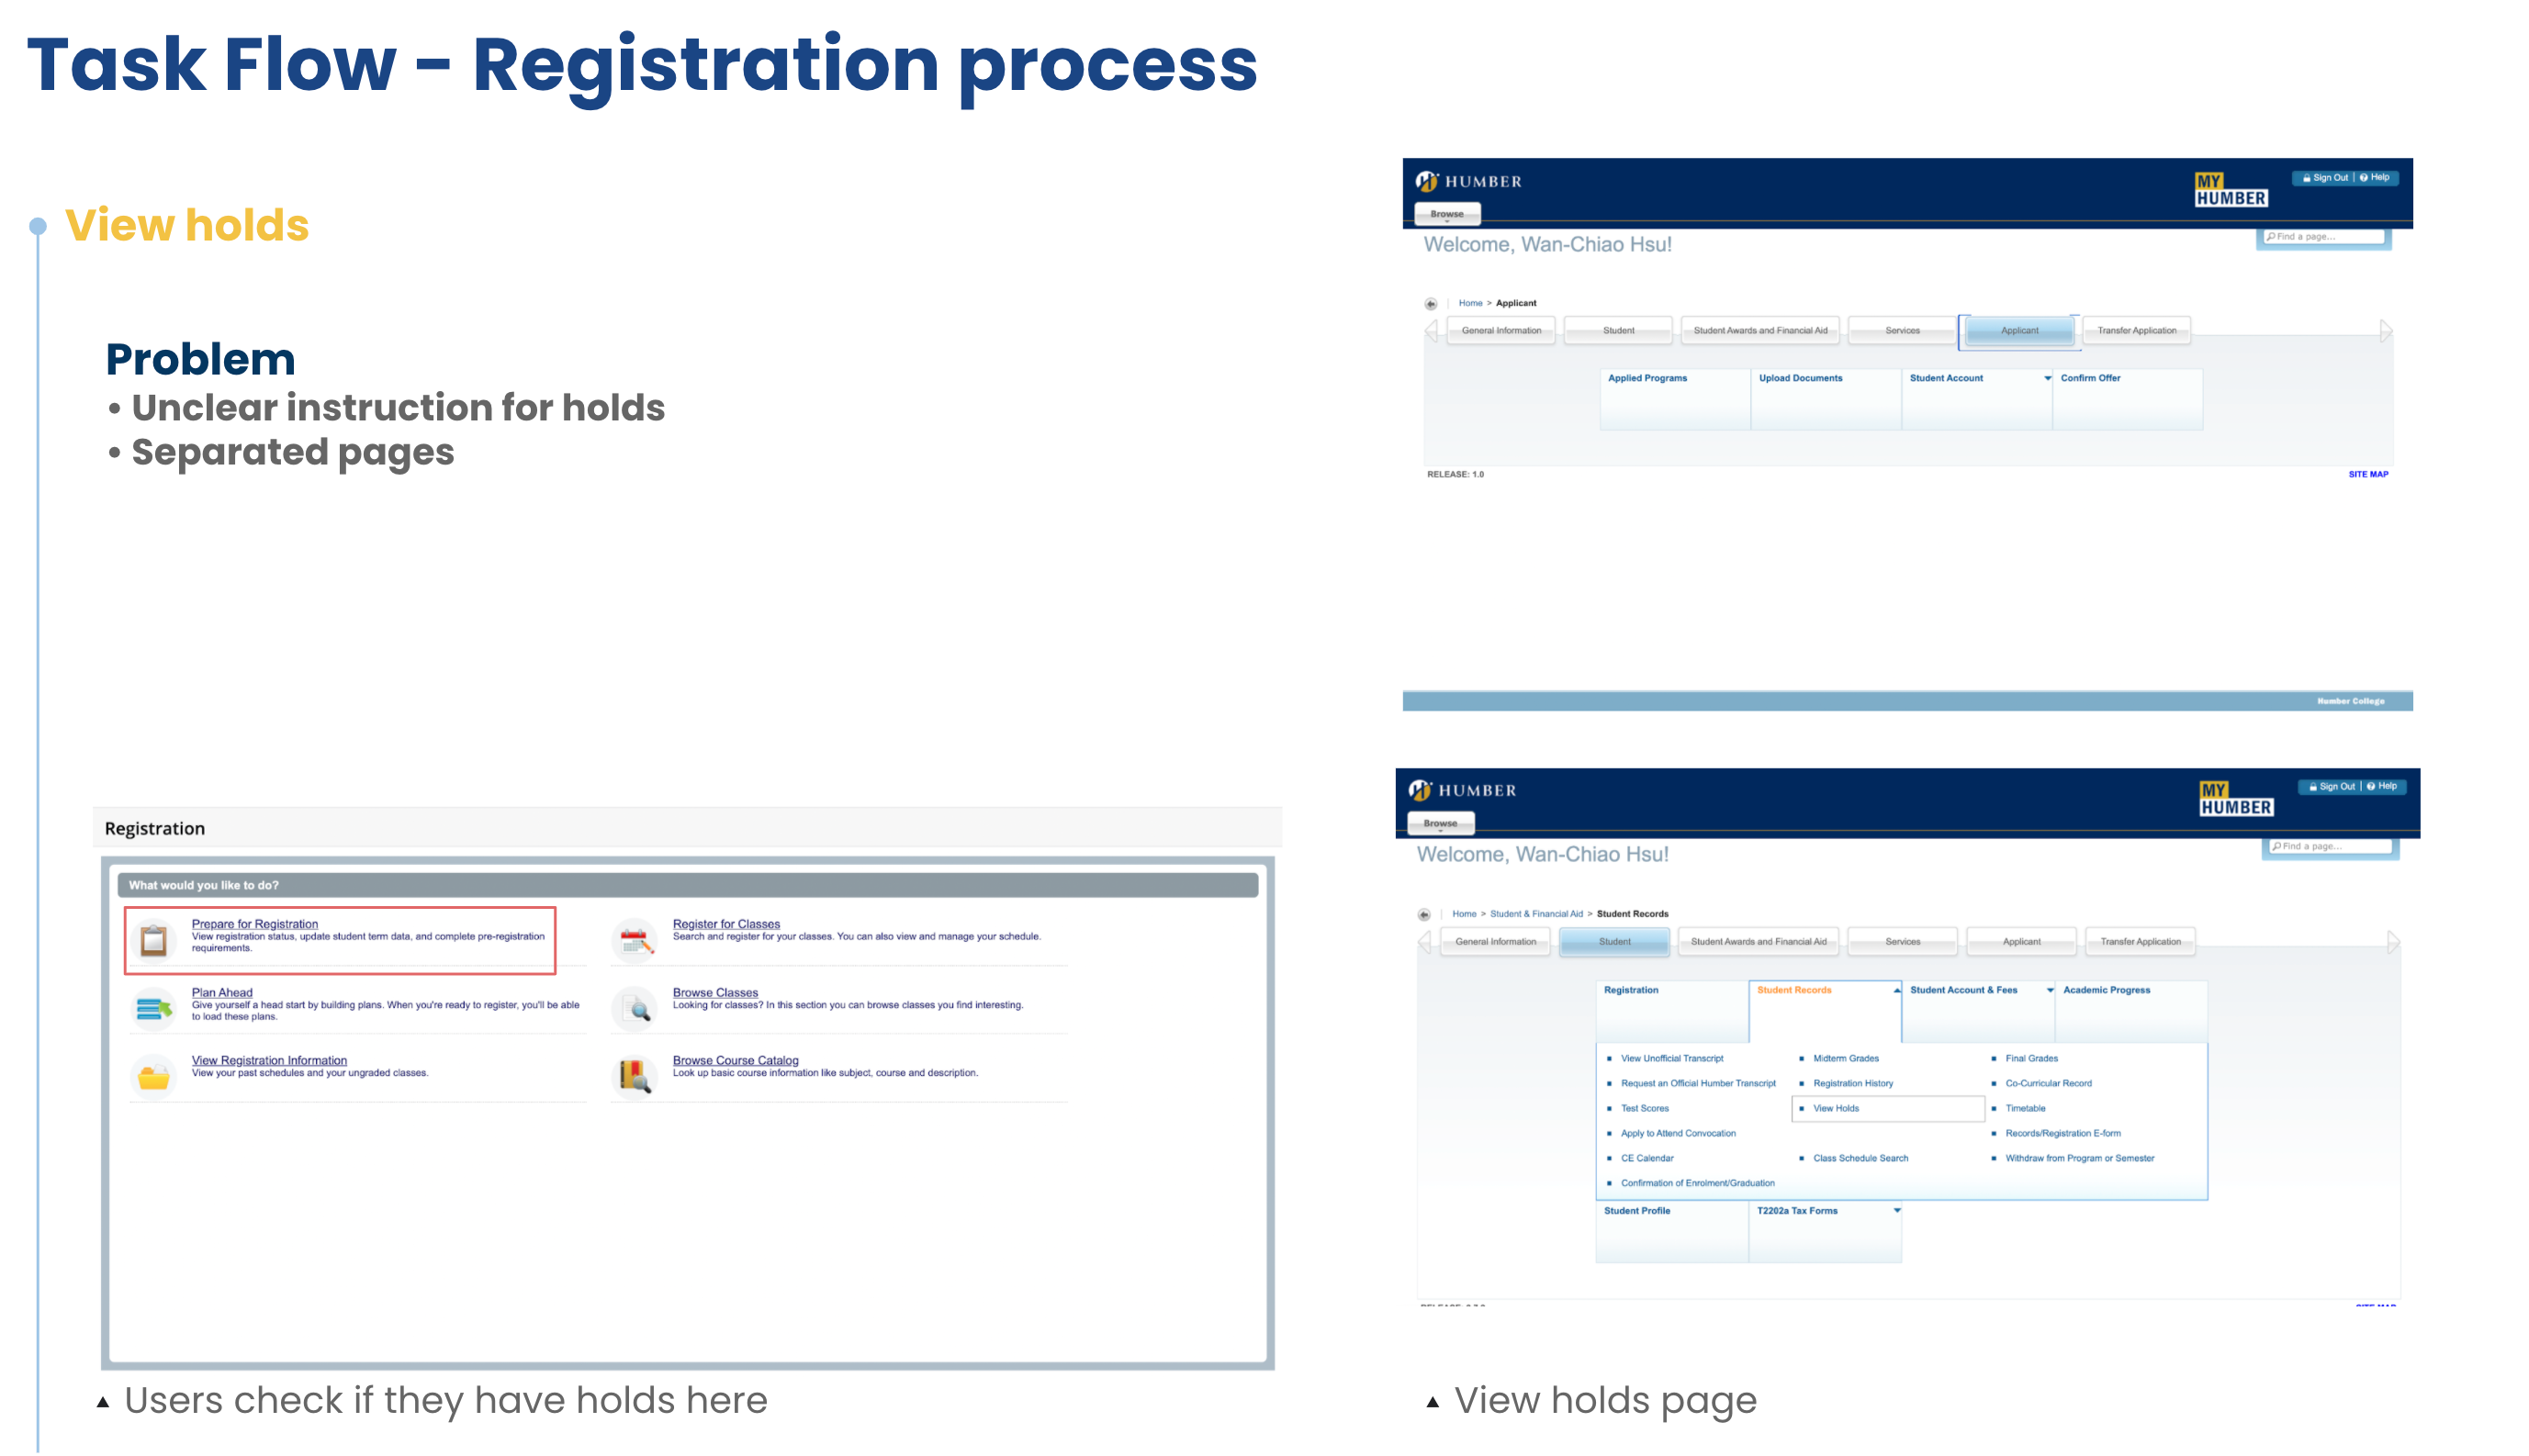 Task Flow - Registration process
View holds
Problem
• Unclear instruction for holds
• Separated pages
HUMBER
MY
HUMBER
Sign Out | Help
Browse
Welcome, Wan-Chiao Hsu!
Find a page...
Home > Applicant
General Information
Student
Student Awards and Financial Aid
Services
Applicant
Transfer Application
Applied Programs
Upload Documents
Student Account
Confirm Offer
RELEASE: 1.0
SITE MAP
Humber College
Registration
What would you like to do?
Prepare for Registration
View registration status, update student term data, and complete pre-registration
requirements.
Register for Classes
Search and register for your classes. You can also view and manage your schedule.
Plan Ahead
Give yourself a head start by building plans. When you're ready to register, you'll be able
to load these plans.
Browse Classes
Looking for classes? In this section you can browse classes you find interesting.
View Registration Information
View your past schedules and your ungraded classes.
Browse Course Catalog
Look up basic course information like subject, course and description.
▲ Users check if they have holds here
HUMBER
MY
HUMBER
Sign Out | Help
Browse
Welcome, Wan-Chiao Hsu!
Find a page...
Home > Student & Financial Aid > Student Records
General Information
Student
Student Awards and Financial Aid
Services
Applicant
Transfer Application
Registration
Student Records
Student Account & Fees
Academic Progress
View Unofficial Transcript
Midterm Grades
Final Grades
Request an Official Humber Transcript
Registration History
Co-Curricular Record
Test Scores
View Holds
Timetable
Apply to Attend Convocation
Records/Registration E-form
CE Calendar
Class Schedule Search
Withdraw from Program or Semester
Confirmation of Enrolment/Graduation
Student Profile
T2202a Tax Forms
▲ View holds page